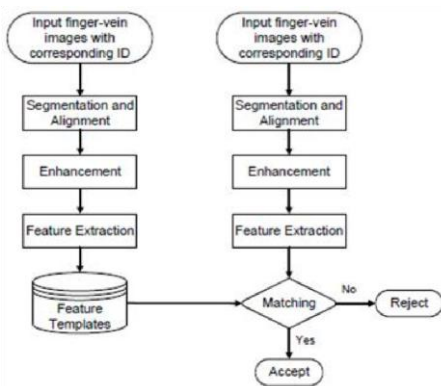 Input finger-vein
images with
corresponding ID
Segmentation and
Alignment
Enhancement
Feature Extraction
Feature
Templates
Input finger-vein
images with
corresponding ID
Segmentation and
Alignment
Enhancement
Feature Extraction
Matching
No
Reject
Yes
Accept